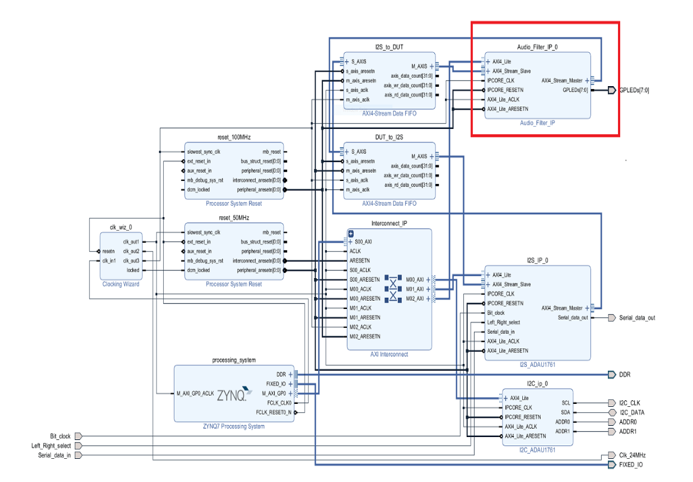 I2S_to_DUT
S_AXIS
s_axis_aresetn
m_axis_aresetn
s_axis_aclk
m_axis_aclk
M_AXIS
axis_data_count[31:0]
axis_wr_data_count[31:0]
axis_rd_data_count[31:0]
AXI4-Stream Data FIFO
Audio_Filter_IP_0
AXI4_Lite
AXI4_Stream_Slave
IPCORE_CLK
IPCORE_RESETN
AXI4_Lite_ACLK
AXI4_Lite_ARESETN
AXI4_Stream_Master
GPLEDs[7:0]
Audio_Filter_IP
GPLEDs[7:0]
reset_100MHz
slowest_sync_clk
ext_reset_in
aux_reset_in
mb_debug_sys_rst
dcm_locked
mb_reset
bus_struct_reset[0:0]
peripheral_reset[0:0]
interconnect_aresetn[0:0]
peripheral_aresetn[0:0]
Processor System Reset
DUT_to_I2S
S_AXIS
s_axis_aresetn
m_axis_aresetn
s_axis_aclk
m_axis_aclk
M_AXIS
axis_data_count[31:0]
axis_wr_data_count[31:0]
axis_rd_data_count[31:0]
AXI4-Stream Data FIFO
clk_wiz_0
resetn
clk_in1
clk_out1
clk_out2
clk_out3
locked
Clocking Wizard
reset_50MHz
slowest_sync_clk
ext_reset_in
aux_reset_in
mb_debug_sys_rst
dcm_locked
mb_reset
bus_struct_reset[0:0]
peripheral_reset[0:0]
interconnect_aresetn[0:0]
peripheral_aresetn[0:0]
Processor System Reset
Interconnect_IP
S00_AXI
ACLK
ARESETN
S00_ACLK
S00_ARESETN
M00_ACLK
M00_ARESETN
M01_ACLK
M01_ARESETN
M02_ACLK
M02_ARESETN
M00_AXI
M01_AXI
M02_AXI
AXI Interconnect
I2S_IP_0
AXI4_Lite
AXI4_Stream_Slave
IPCORE_CLK
IPCORE_RESETN
Bit_clock
Left_Right_select
Serial_data_in
AXI4_Lite_ACLK
AXI4_Lite_ARESETN
AXI4_Stream_Master
Serial_data_out
I2S_ADAU1761
Serial_data_out
processing_system
M_AXI_GP0_ACLK
ZYNQ
DDR
FIXED_IO
M_AXI_GP0
FCLK_CLK0
FCLK_RESET0_N
ZYNQ7 Processing System
DDR
I2C_ip_0
AXI4_Lite
IPCORE_CLK
IPCORE_RESETN
AXI4_Lite_ACLK
AXI4_Lite_ARESETN
SCL
SDA
ADDR0
ADDR1
I2C_ADAU1761
I2C_CLK
I2C_DATA
ADDR0
ADDR1
Bit_clock
Left_Right_select
Serial_data_in
Clk_24MHz
FIXED_IO